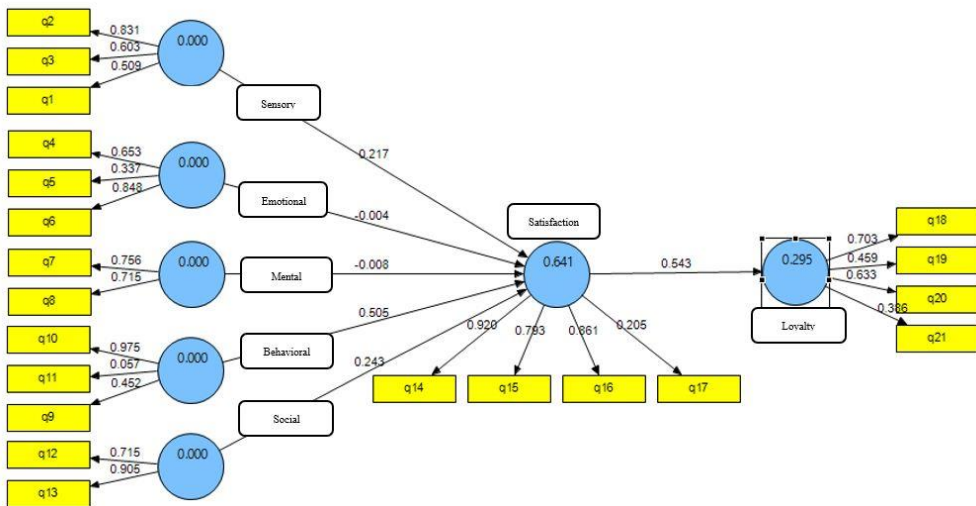 q2
0.831
0.000
q3
0.603
0.509
q1
Sensory
0.217
q4
0.653
0.000
q5
0.337
0.848
q6
Emotional
-0.004
Satisfaction
q7
0.756
0.000
0.715
q8
Mental
-0.008
0.641
0.543
0.295
q18
0.703
q19
0.459
0.633
q20
0.386
q21
Loyalty
q10
0.975
0.000
q11
0.057
0.452
q9
Behavioral
0.505
0.920
0.793
0.861
0.205
q14
q15
q16
q17
Social
0.243
q12
0.715
0.000
0.905
q13